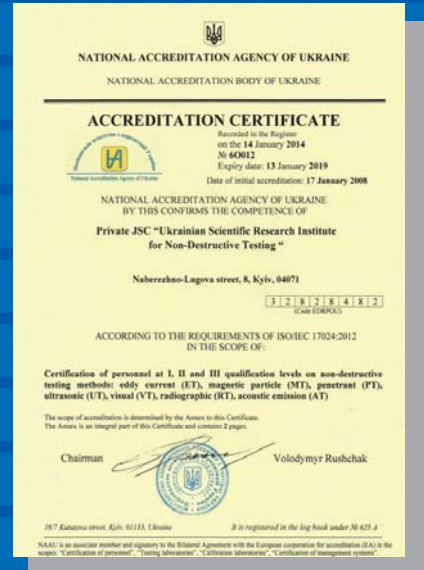 NATIONAL ACCREDITATION AGENCY OF UKRAINE
NATIONAL ACCREDITATION BODY OF UKRAINE
ACCREDITATION CERTIFICATE
Recorded in the Register
on the 14 January 2014
№ 6O012
Expiry date: 13 January 2019
National Accreditation Agency of Ukraine
Date of initial accreditation: 17 January 2008
NATIONAL ACCREDITATION AGENCY OF UKRAINE
BY THIS CONFIRMS THE COMPETENCE OF
Private JSC "Ukrainian Scientific Research Institute
for Non-Destructive Testing "
Naberezhno-Lugova street, 8, Kyiv, 04071
3 2 8 2 8 4 8 2
(Code EDRPOU)
ACCORDING TO THE REQUIREMENTS OF ISO/IEC 17024:2012
IN THE SCOPE OF:
Certification of personnel at I, II and III qualification levels on non-destructive
testing methods: eddy current (ET), magnetic particle (MT), penetrant (PT),
ultrasonic (UT), visual (VT), radiographic (RT), acoustic emission (AT)
The scope of accreditation is determined by the Annex to this Certificate.
The Annex is an integral part of this Certificate and contains 2 pages.
Chairman
Volodymyr Rushchak
18/7 Kutuzova street, Kyiv, 01133, Ukraine
It is registered in the log book under № 625 A
NAAU is an associate member and signatory to the Bilateral Agreement with the European cooperation for accreditation (EA) in the
scopes: "Certification of personnel", "Testing laboratories", "Calibration laboratories", "Certification of management systems".